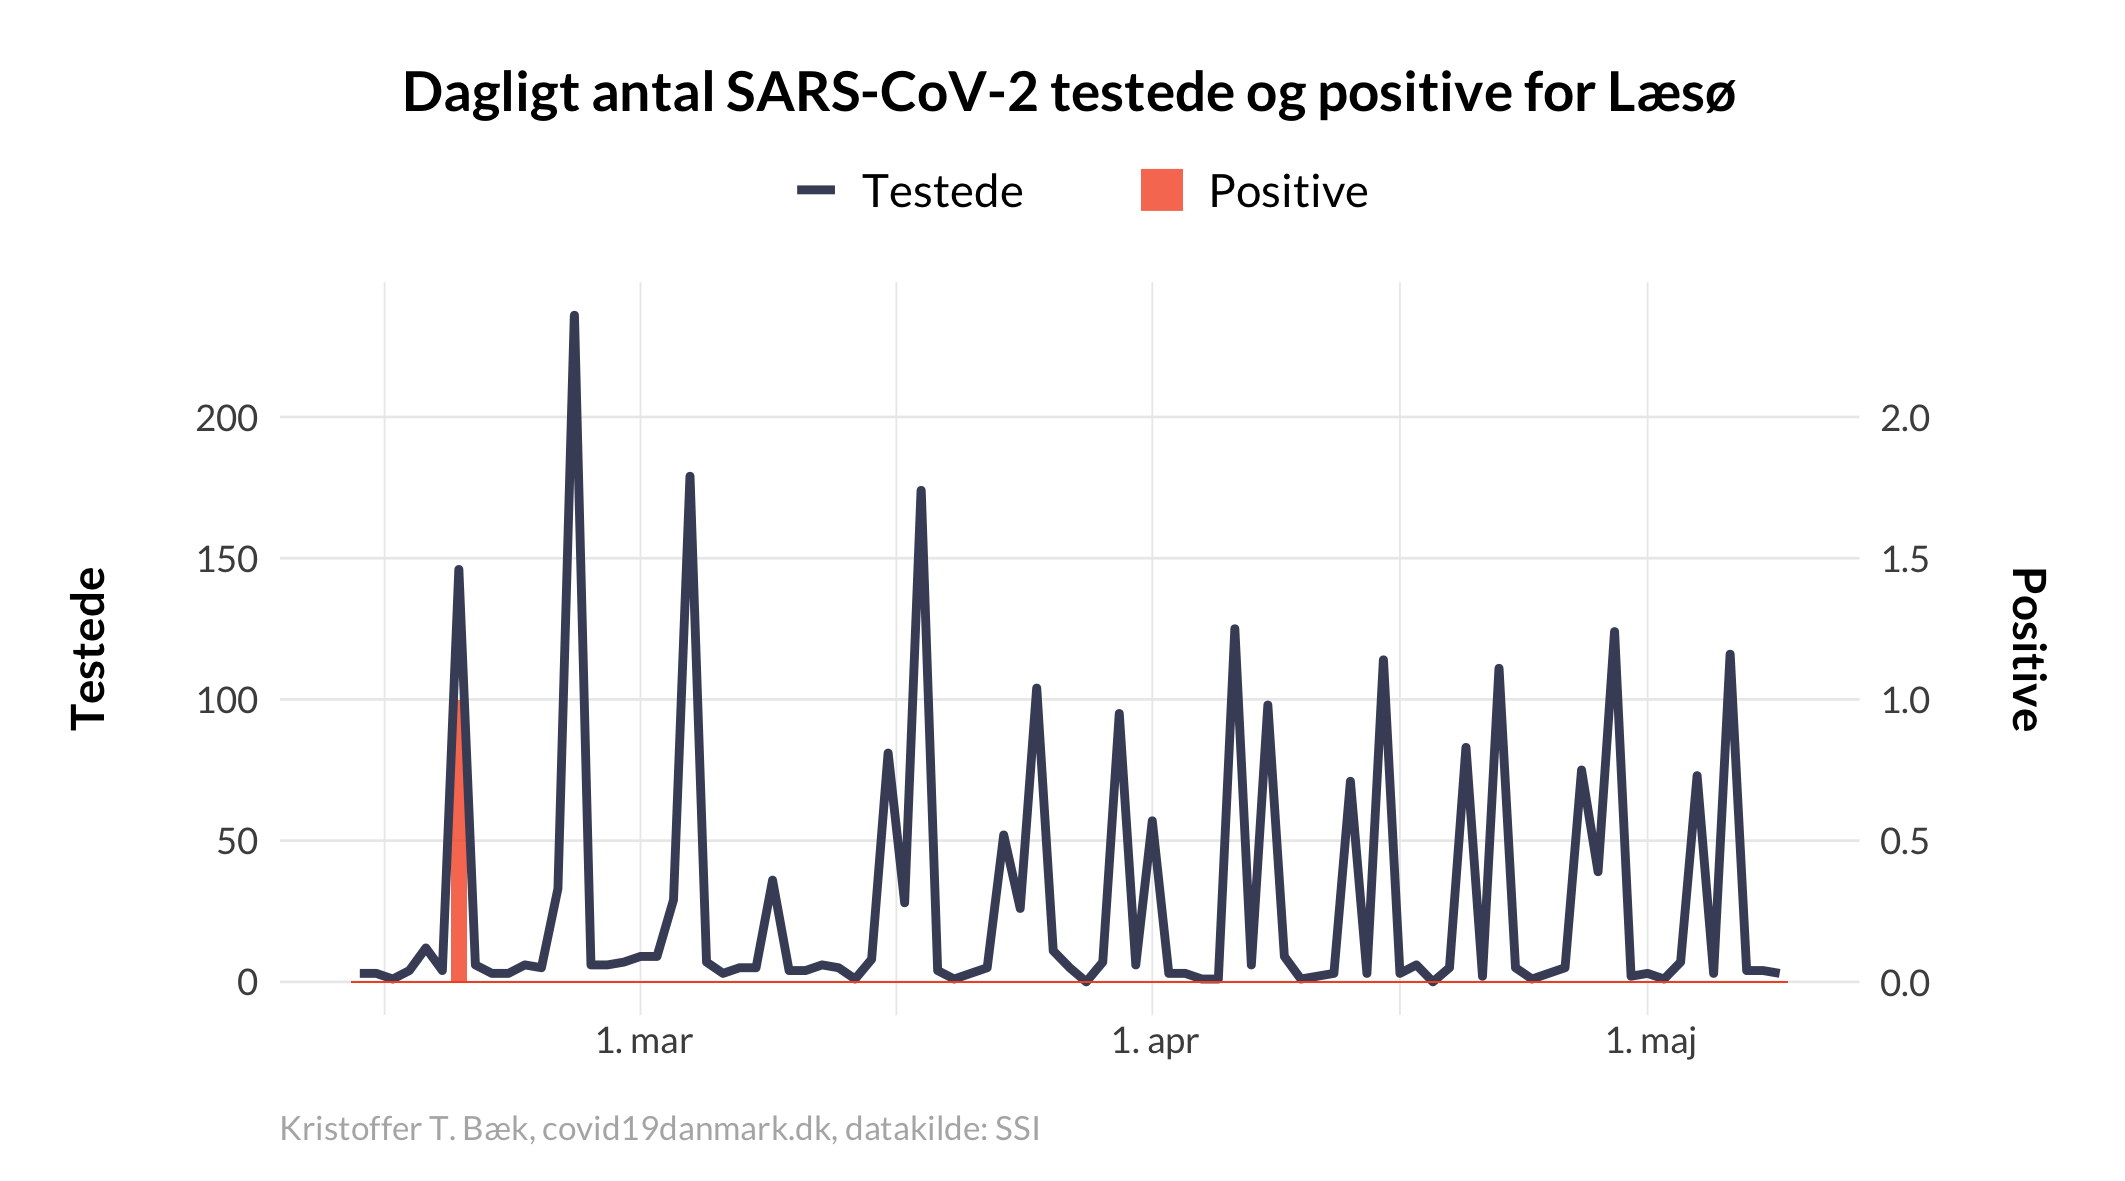 Dagligt antal SARS-CoV-2 testede og positive for Læsø
Testede
Positive
200
150
100
50
0
Testede
2.0
1.5
1.0
0.5
0.0
Positive
1. mar
1. apr
1. maj
Kristoffer T. Bæk, covid19danmark.dk, datakilde: SSI